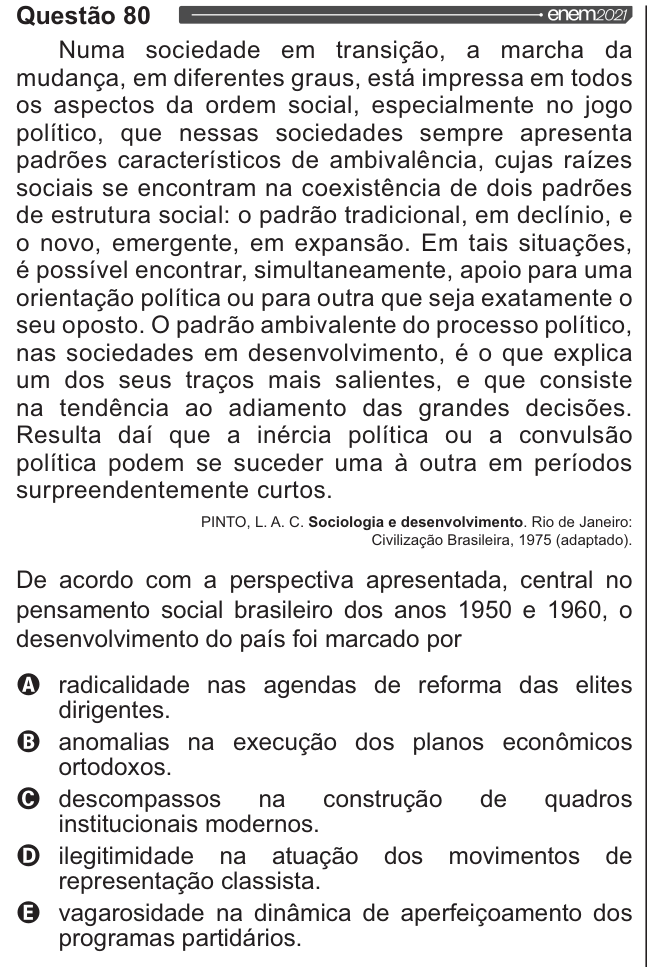 Questão 80
enem2021
Numa sociedade em transição, a marcha da
mudança, em diferentes graus, está impressa em todos
os aspectos da ordem social, especialmente no jogo
político, que nessas sociedades sempre apresenta
padrões característicos de ambivalência, cujas raízes
sociais se encontram na coexistência de dois padrões
de estrutura social: o padrão tradicional, em declínio, e
o novo, emergente, em expansão. Em tais situações,
é possível encontrar, simultaneamente, apoio para uma
orientação política ou para outra que seja exatamente o
seu oposto. O padrão ambivalente do processo político,
nas sociedades em desenvolvimento, é o que explica
um dos seus traços mais salientes, e que consiste
na tendência ao adiamento das grandes decisões.
Resulta daí que a inércia política ou a convulsão
política podem se suceder uma à outra em períodos
surpreendentemente curtos.
PINTO, L. A. C. Sociologia e desenvolvimento. Rio de Janeiro:
Civilização Brasileira, 1975 (adaptado).
De acordo com a perspectiva apresentada, central no
pensamento social brasileiro dos anos 1950 e 1960, o
desenvolvimento do país foi marcado por
A radicalidade nas agendas de reforma das elites
dirigentes.
B anomalias na execução dos planos econômicos
ortodoxos.
C descompassos na construção de quadros
institucionais modernos.
D ilegitimidade na atuação dos movimentos de
representação classista.
E vagarosidade na dinâmica de aperfeiçoamento dos
programas partidários.